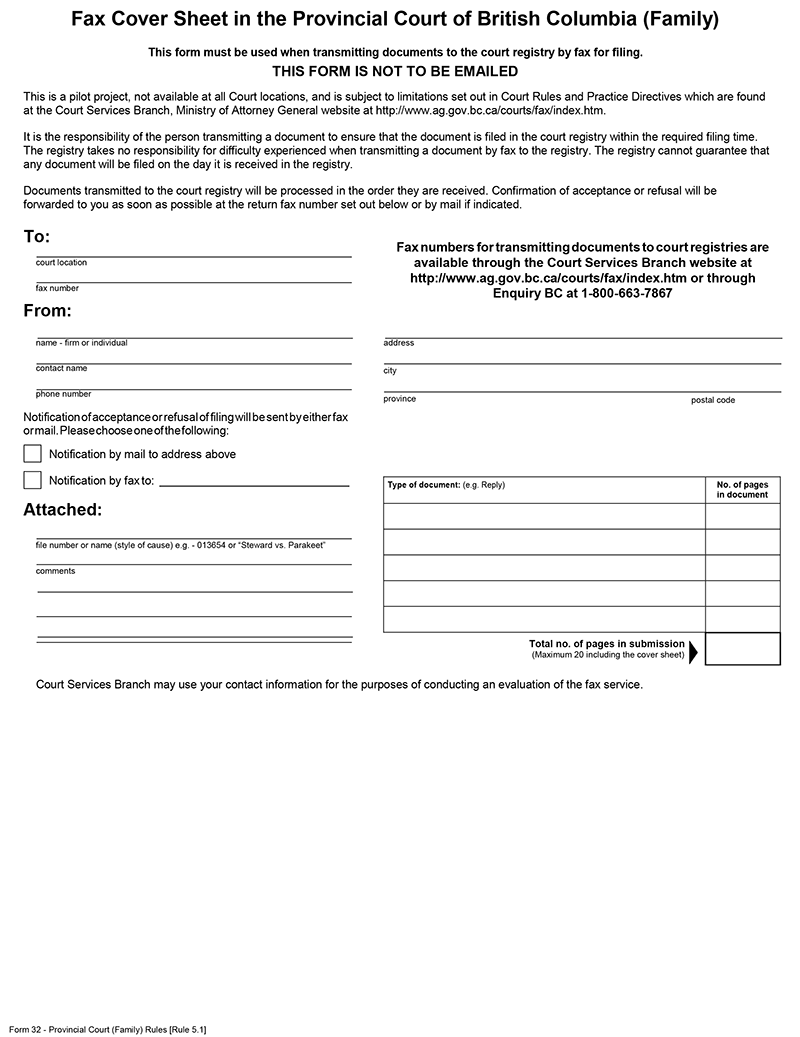 Fax Cover Sheet in the Provincial Court of British Columbia (Family)
This form must be used when transmitting documents to the court registry by fax for filing.
THIS FORM IS NOT TO BE EMAILED
This is a pilot project, not available at all Court locations, and is subject to limitations set out in Court Rules and Practice Directives which are found
at the Court Services Branch, Ministry of Attorney General website at http://www.ag.gov.bc.ca/courts/fax/index.htm.
It is the responsibility of the person transmitting a document to ensure that the document is filed in the court registry within the required filing time.
The registry takes no responsibility for difficulty experienced when transmitting a document by fax to the registry. The registry cannot guarantee that
any document will be filed on the day it is received in the registry.
Documents transmitted to the court registry will be processed in the order they are received. Confirmation of acceptance or refusal will be
forwarded to you as soon as possible at the return fax number set out below or by mail if indicated.
To:
court location
fax number
Fax numbers for transmitting documents to court registries are
available through the Court Services Branch website at
http://www.ag.gov.bc.ca/courts/fax/index.htm or through
Enquiry BC at 1-800-663-7867
From:
name - firm or individual
contact name
phone number
address
city
province postal code
Notification of acceptance or refusal of filing will be sent by either fax
or mail. Please choose one of the following:
Notification by mail to address above
Notification by fax to:
Attached:
file number or name (style of cause) e.g. - 013654 or “Steward vs. Parakeet”
comments
Type of document: (e.g. Reply)
No. of pages
in document
Total no. of pages in submission
(Maximum 20 including the cover sheet)
Court Services Branch may use your contact information for the purposes of conducting an evaluation of the fax service.
Form 32 - Provincial Court (Family) Rules [Rule 5.1]